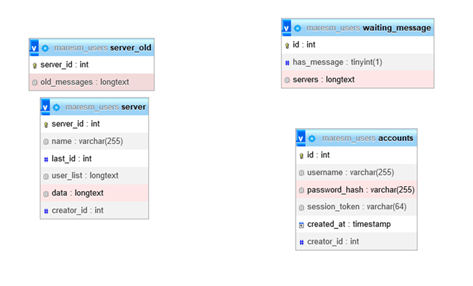 maresm_users: server_old
server_id : int
old_messages : longtext
maresm_users: server
server_id : int
name : varchar(255)
last_id : int
user_list : longtext
data : longtext
creator_id : int
maresm_users: waiting_message
id : int
has_message : tinyint(1)
servers : longtext
maresm_users: accounts
id : int
username : varchar(255)
password_hash : varchar(255)
session_token : varchar(64)
created_at : timestamp
creator_id : int